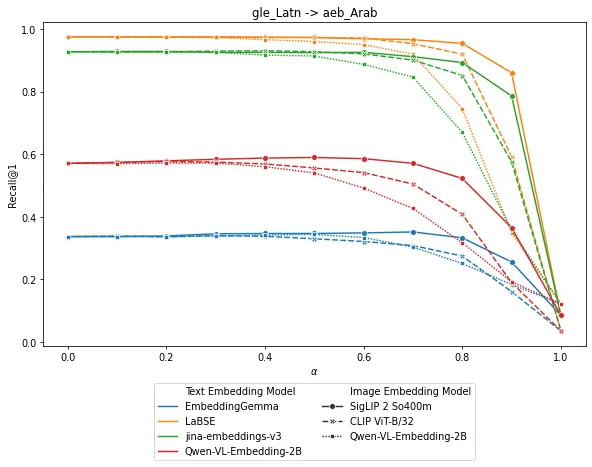 gle_Latn -> aeb_Arab
1.0
0.8
0.6
0.4
0.2
0.0
Recall@1
0.0 0.2 0.4 0.6 0.8 1.0
α
Text Embedding Model
EmbeddingGemma
LaBSE
jina-embeddings-v3
Qwen-VL-Embedding-2B
Image Embedding Model
SigLIP 2 So400m
CLIP ViT-B/32
Qwen-VL-Embedding-2B